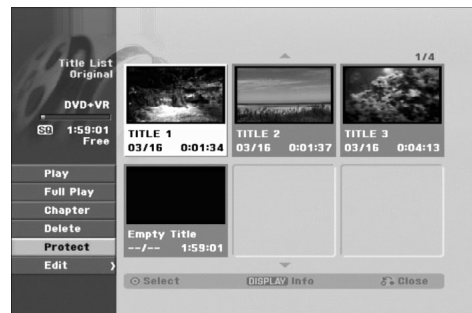 Title List
Original
1/4
DVD+VR
SQ 1:59:01
Free
TITLE 1
03/16 0:01:34
TITLE 2
03/16 0:01:37
TITLE 3
03/16 0:04:13
Play
Full Play
Chapter
Delete
Protect
Edit
Empty Title
--/-- 1:59:01
Select
DISPLAY Info
Close